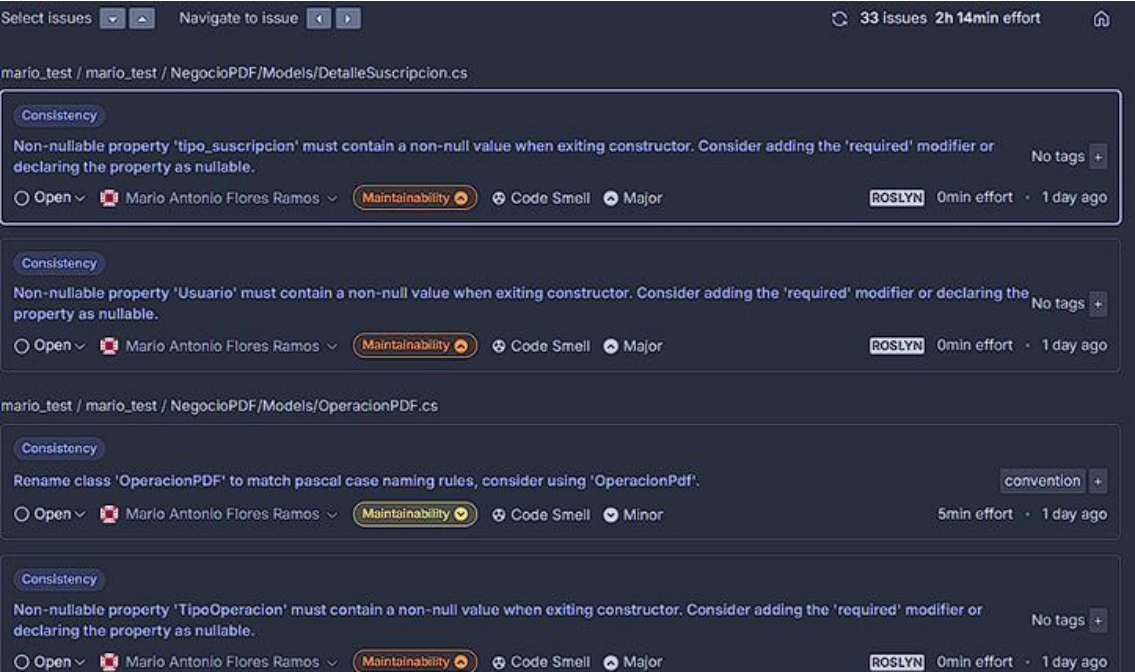 Select issues Navigate to issue 33 issues 2h 14min effort
mario_test / mario_test / NegocioPDF/Models/DetalleSuscripcion.cs
Consistency
Non-nullable property 'tipo_suscripcion' must contain a non-null value when exiting constructor. Consider adding the 'required' modifier or
declaring the property as nullable.
No tags +
Open Mario Antonio Flores Ramos Maintainability Code Smell Major ROSLYN 0min effort • 1 day ago
Consistency
Non-nullable property 'Usuario' must contain a non-null value when exiting constructor. Consider adding the 'required' modifier or declaring the
property as nullable.
No tags +
Open Mario Antonio Flores Ramos Maintainability Code Smell Major ROSLYN 0min effort • 1 day ago
mario_test / mario_test / NegocioPDF/Models/OperacionPDF.cs
Consistency
Rename class 'OperacionPDF' to match pascal case naming rules, consider using 'OperacionPdf'.
convention +
Open Mario Antonio Flores Ramos Maintainability Code Smell Minor 5min effort • 1 day ago
Consistency
Non-nullable property 'TipoOperacion' must contain a non-null value when exiting constructor. Consider adding the 'required' modifier or
declaring the property as nullable.
No tags +
Open Mario Antonio Flores Ramos Maintainability Code Smell Major ROSLYN 0min effort • 1 day ago